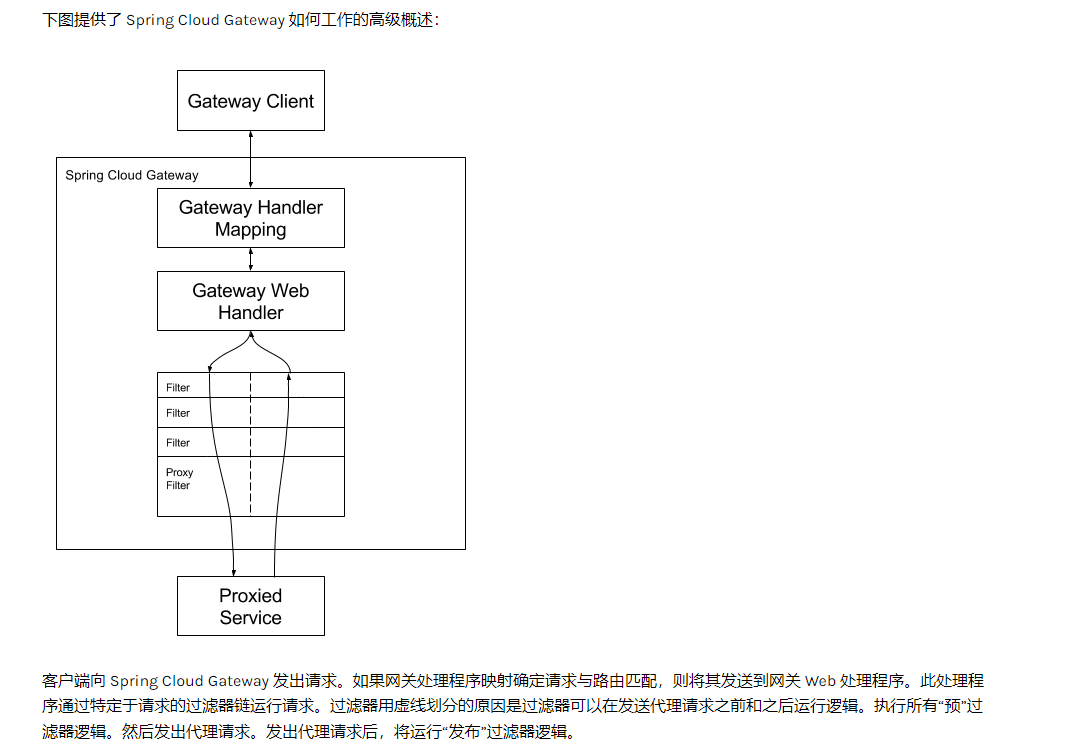 下图提供了 Spring Cloud Gateway 如何工作的高级概述：
Gateway Client
Spring Cloud Gateway
Gateway Handler
Mapping
Gateway Web
Handler
Filter
Filter
Filter
Proxy
Filter
Proxied
Service
客户端向 Spring Cloud Gateway 发出请求。如果网关处理程序映射确定请求与路由匹配，则将其发送到网关 Web 处理程序。此处理程
序通过特定于请求的过滤器链运行请求。过滤器用虚线划分的原因是过滤器可以在发送代理请求之前和之后运行逻辑。执行所有“预”过
滤器逻辑。然后发出代理请求。发出代理请求后，将运行“发布”过滤器逻辑。